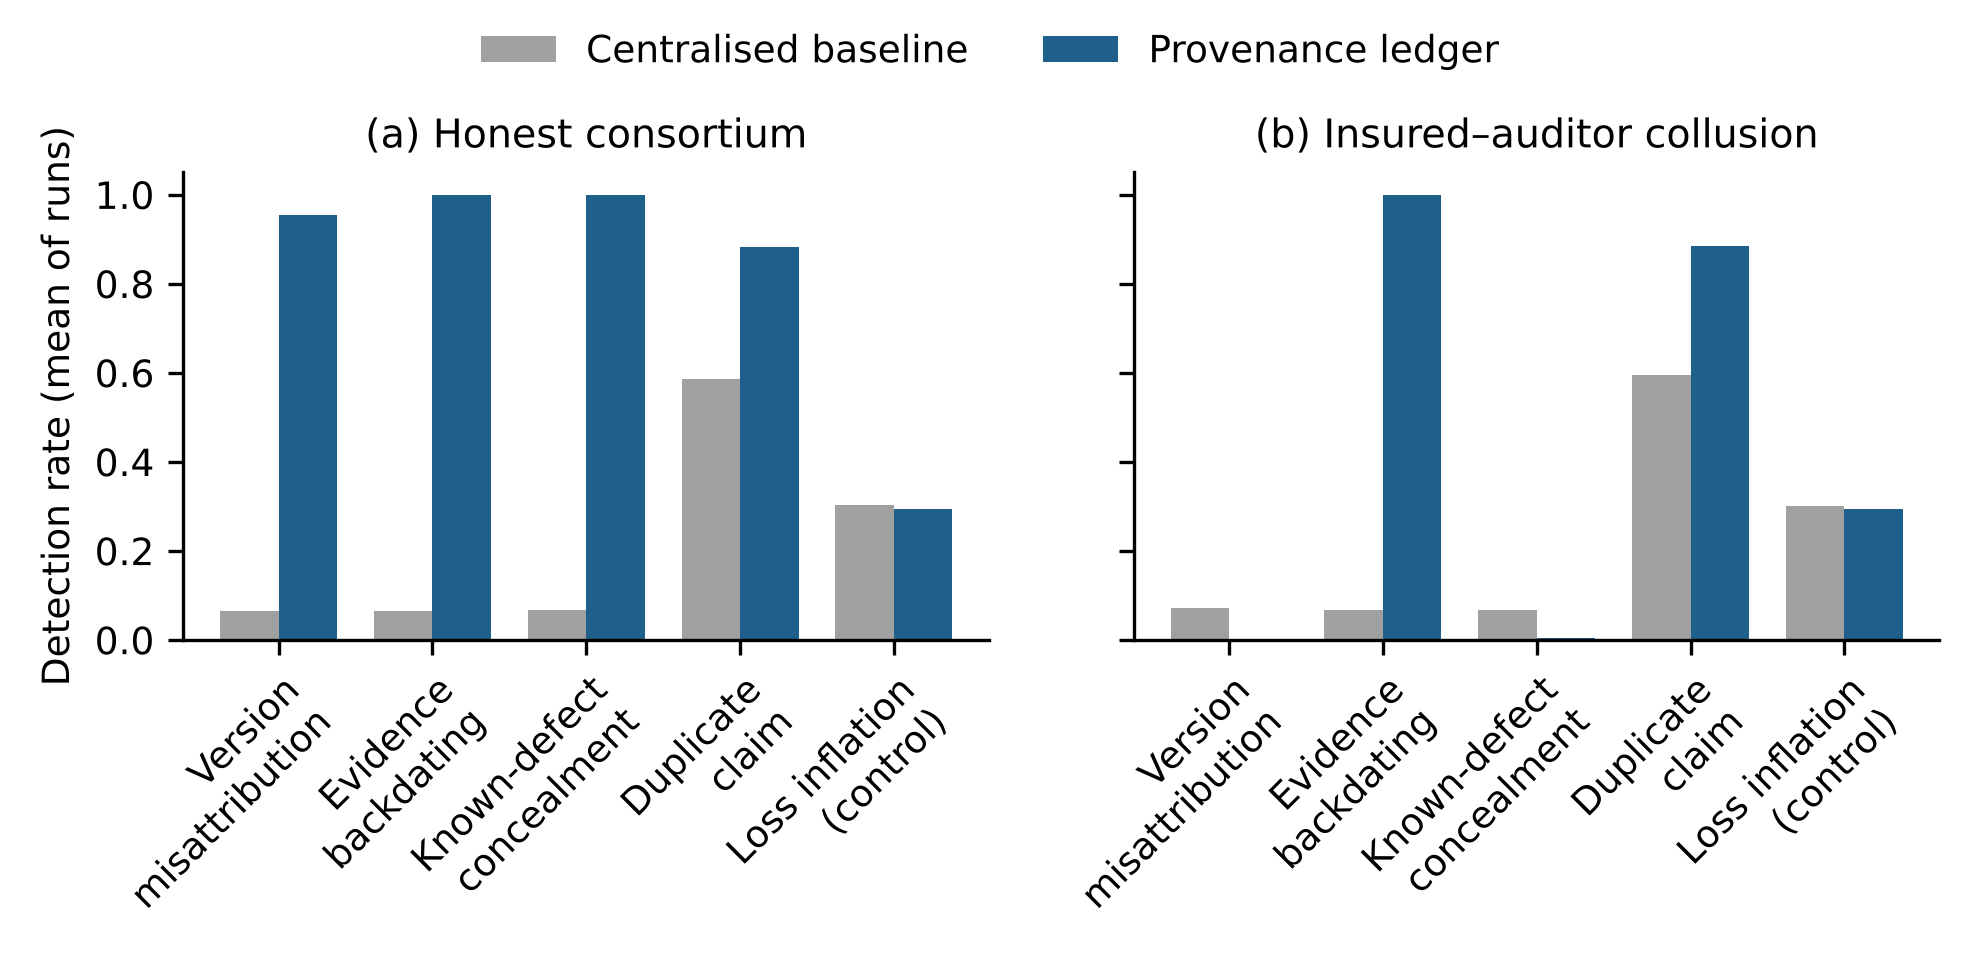 Centralised baseline
Provenance ledger
(a) Honest consortium
(b) Insured–auditor collusion
Detection rate (mean of runs)
1.0
0.8
0.6
0.4
0.2
0.0
Version
misattribution
Evidence
backdating
Known-defect
concealment
Duplicate
claim
Loss inflation
(control)
Version
misattribution
Evidence
backdating
Known-defect
concealment
Duplicate
claim
Loss inflation
(control)